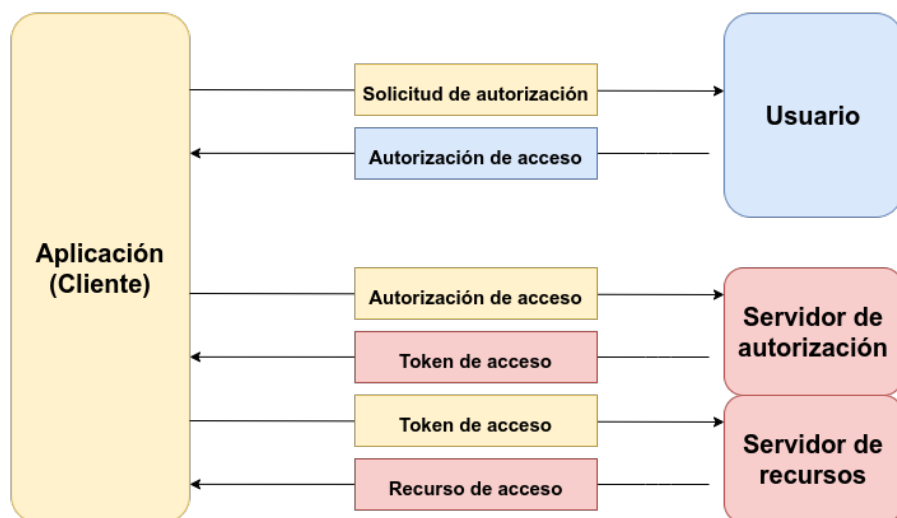 Solicitud de autorización
Usuario
Autorización de acceso
Aplicación
(Cliente)
Autorización de acceso
Servidor de
autorización
Token de acceso
Token de acceso
Servidor de
recursos
Recurso de acceso